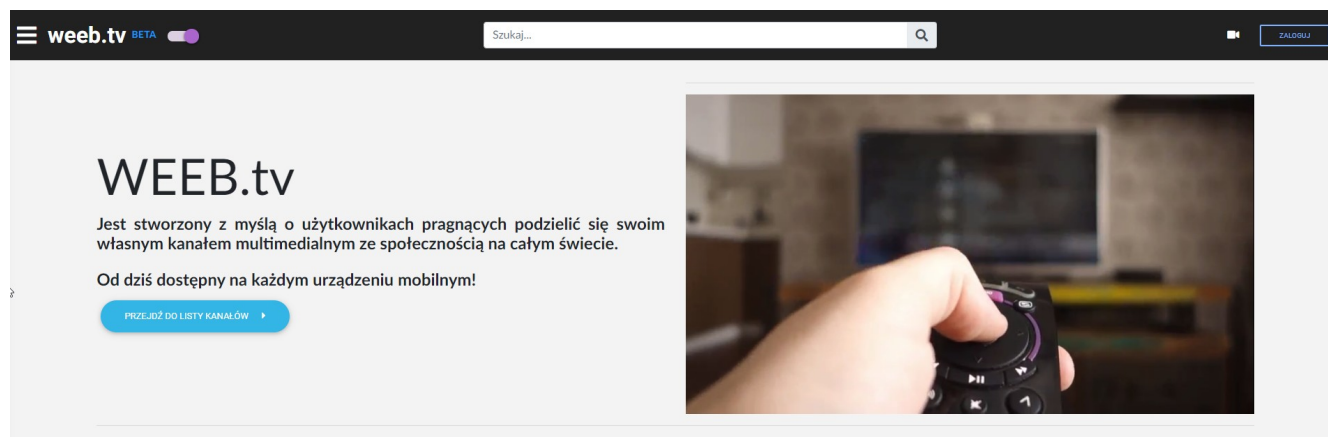 weeb.tv BETA
Szukaj...
ZALOGUJ
WEEB.tv
Jest stworzony z myślą o użytkownikach pragnących podzielić się swoim
własnym kanałem multimedialnym ze społecznością na całym świecie.
Od dziś dostępny na każdym urządzeniu mobilnym!
PRZEJDŹ DO LISTY KANAŁÓW